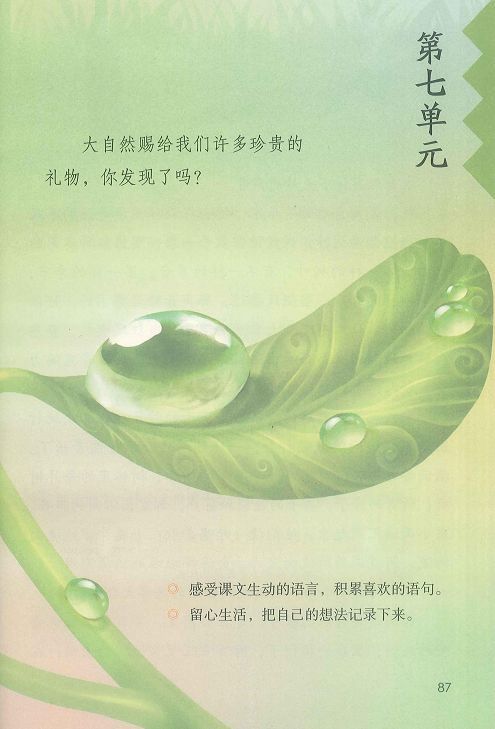 第七单元
大自然赐给我们许多珍贵的
礼物，你发现了吗？
◎ 感受课文生动的语言，积累喜欢的语句。
◎ 留心生活，把自己的想法记录下来。
87